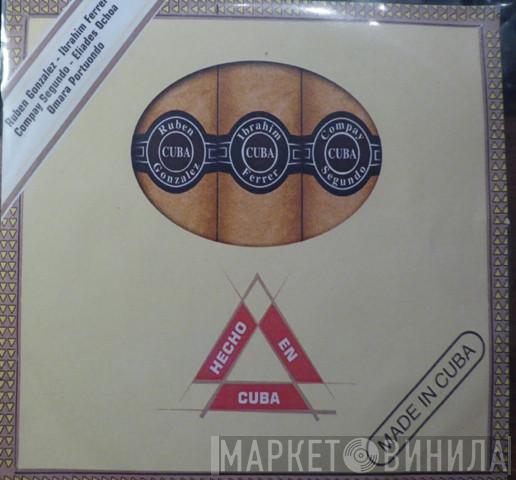 Ruben Gonzalez - Ibrahim Ferrer
Compay Segundo - Eliades Ochoa
Omara Portuondo
Ruben
CUBA
Gonzalez
Ibrahim
CUBA
Ferrer
Compay
CUBA
Segundo
HECHO
EN
CUBA
MADE IN CUBA
МАРКЕТ ВИНИЛА